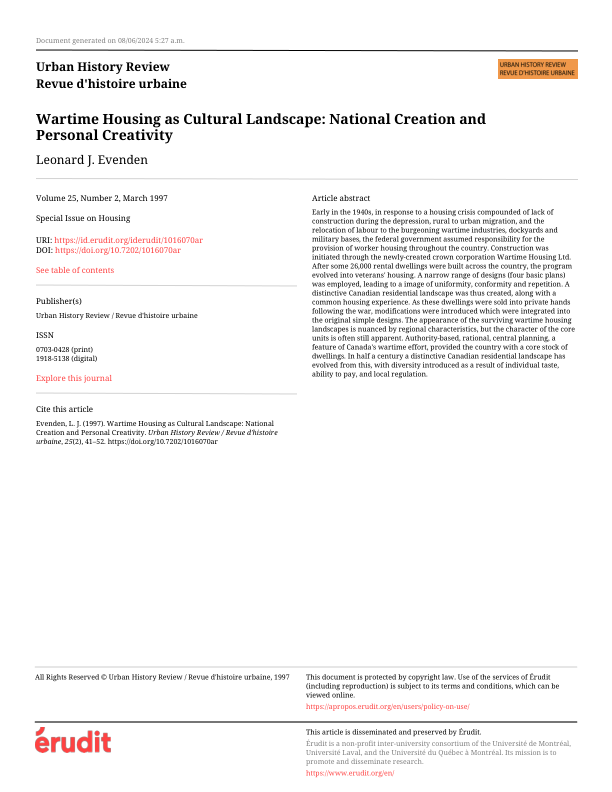 Document generated on 08/06/2024 5:27 a.m.
Urban History Review
Revue d'histoire urbaine
URBAN HISTORY REVIEW
REVUE D'HISTOIRE URBAINE
Wartime Housing as Cultural Landscape: National Creation and
Personal Creativity
Leonard J. Evenden
Volume 25, Number 2, March 1997
Special Issue on Housing
URI: https://id.erudit.org/iderudit/1016070ar
DOI: https://doi.org/10.7202/1016070ar
See table of contents
Publisher(s)
Urban History Review / Revue d'histoire urbaine
ISSN
0703-0428 (print)
1918-5138 (digital)
Explore this journal
Cite this article
Evenden, L. J. (1997). Wartime Housing as Cultural Landscape: National
Creation and Personal Creativity. Urban History Review / Revue d'histoire
urbaine, 25(2), 41–52. https://doi.org/10.7202/1016070ar
Article abstract
Early in the 1940s, in response to a housing crisis compounded of lack of
construction during the depression, rural to urban migration, and the
relocation of labour to the burgeoning wartime industries, dockyards and
military bases, the federal government assumed responsibility for the
provision of worker housing throughout the country. Construction was
initiated through the newly-created crown corporation Wartime Housing Ltd.
After some 26,000 rental dwellings were built across the country, the program
evolved into veterans' housing. A narrow range of designs (four basic plans)
was employed, leading to a image of uniformity, conformity and repetition. A
distinctive Canadian residential landscape was thus created, along with a
common housing experience. As these dwellings were sold into private hands
following the war, modifications were introduced which were integrated into
the original simple designs. The appearance of the surviving wartime housing
landscapes is nuanced by regional characteristics, but the character of the core
units is often still apparent. Authority-based, rational, central planning, a
feature of Canada's wartime effort, provided the country with a core stock of
dwellings. In half a century a distinctive Canadian residential landscape has
evolved from this, with diversity introduced as a result of individual taste,
ability to pay, and local regulation.
All Rights Reserved © Urban History Review / Revue d'histoire urbaine, 1997
This document is protected by copyright law. Use of the services of Érudit
(including reproduction) is subject to its terms and conditions, which can be
viewed online.
https://apropos.erudit.org/en/users/policy-on-use/
érudit
This article is disseminated and preserved by Érudit.
Érudit is a non-profit inter-university consortium of the Université de Montréal,
Université Laval, and the Université du Québec à Montréal. Its mission is to
promote and disseminate research.
https://www.erudit.org/en/